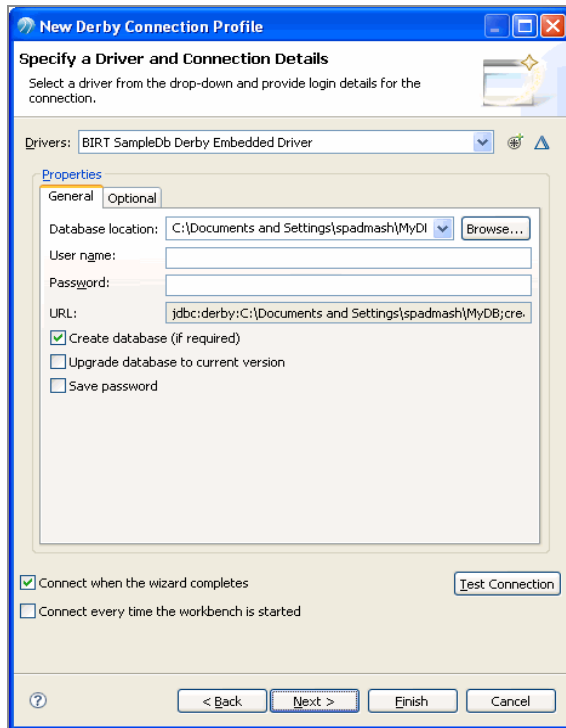 New Derby Connection Profile
Specify a Driver and Connection Details
Select a driver from the drop-down and provide login details for the
connection.
Drivers: BIRT SampleDb Derby Embedded Driver
Properties
General Optional
Database location: C:\Documents and Settings\spadmash\MyDI Browse...
User name:
Password:
URL: jdbc:derby:C:\Documents and Settings\spadmash\MyDB;crea
Create database (if required)
Upgrade database to current version
Save password
Connect when the wizard completes Test Connection
Connect every time the workbench is started
? < Back Next > Finish Cancel